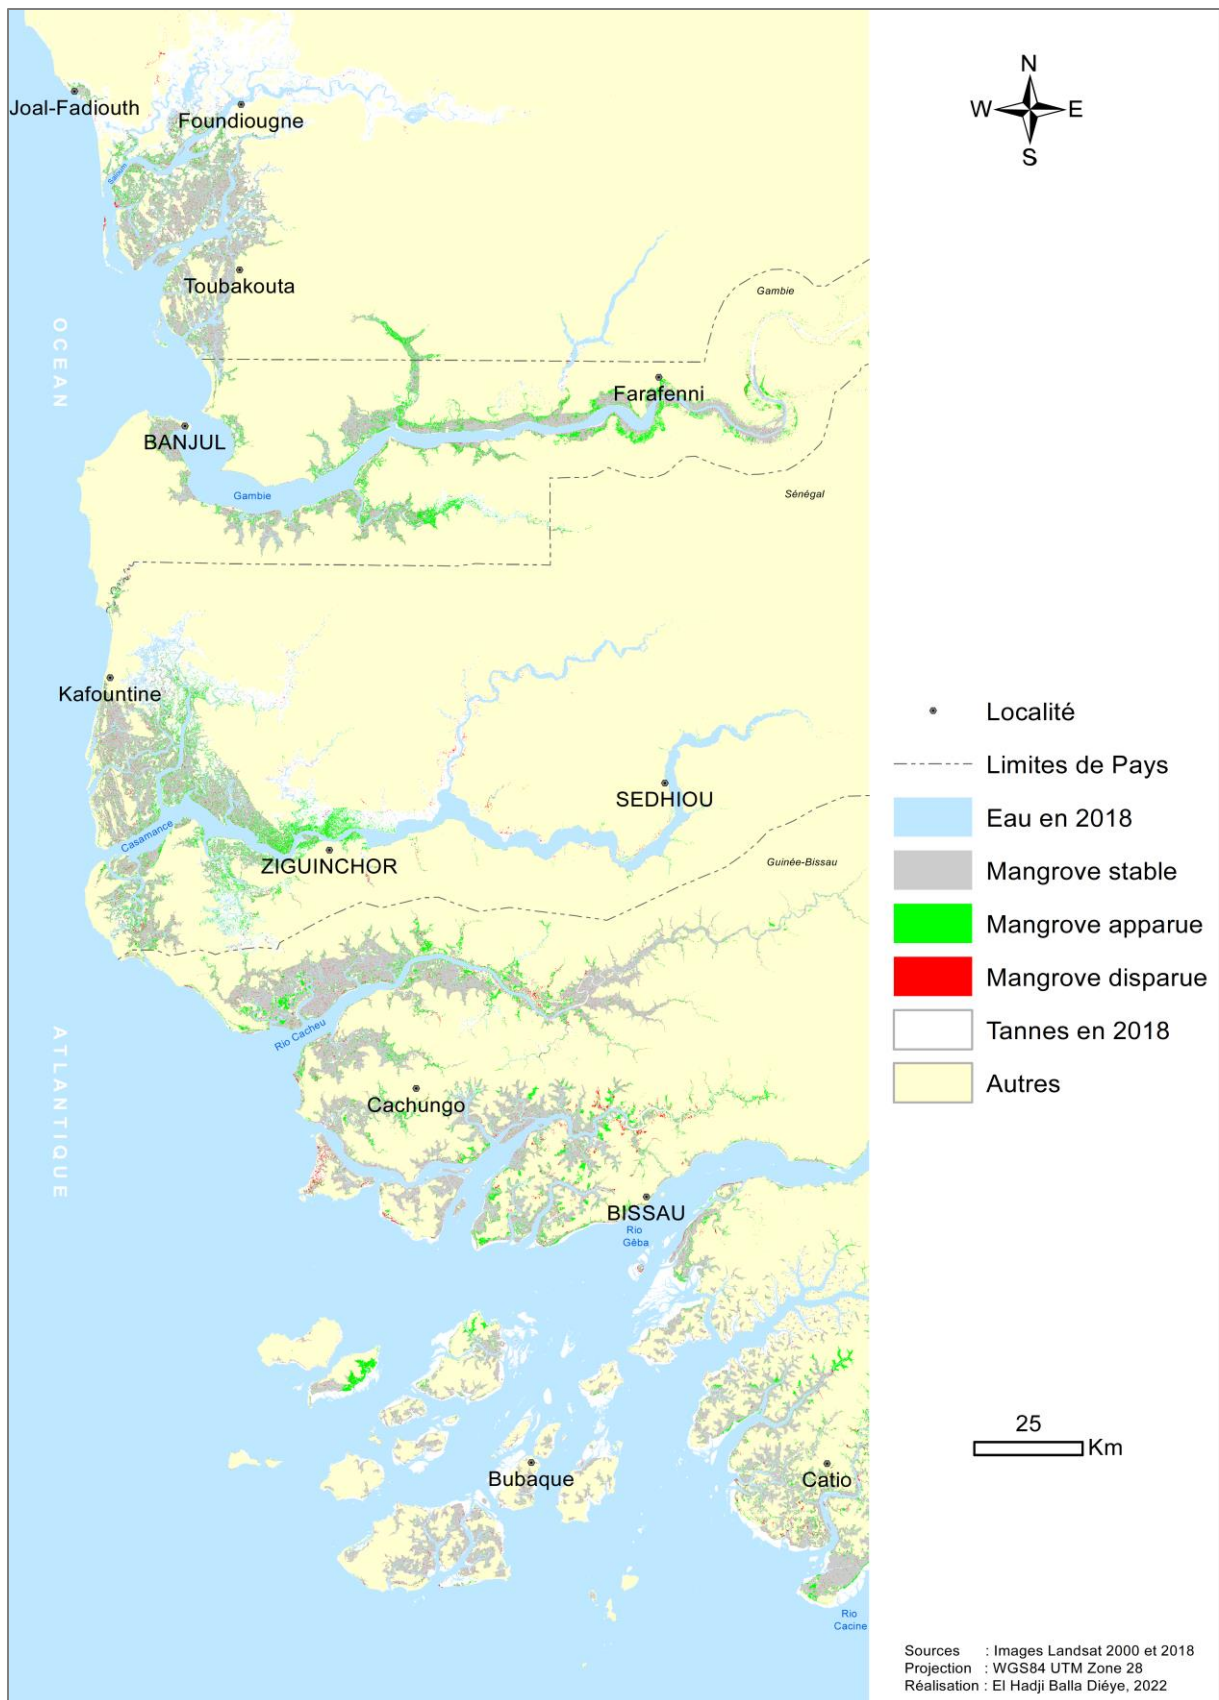 N
W E
S
Joal-Fadiouth
Foundiougne
Saloum
Toubakouta
Gambie
OCEAN
Farafenni
BANJUL
Gambie
Sénégal
Kafountine
SEDHIOU
Casamance
ZIGUINCHOR
Guinée-Bissau
Rio Cacheu
ATLANTIQUE
Cachungo
BISSAU
Rio
Gêba
Bubaque
Catio
Rio
Cacine
Localité
Limites de Pays
Eau en 2018
Mangrove stable
Mangrove apparue
Mangrove disparue
Tannes en 2018
Autres
25
Km
Sources : Images Landsat 2000 et 2018
Projection : WGS84 UTM Zone 28
Réalisation : El Hadji Balla Diéye, 2022